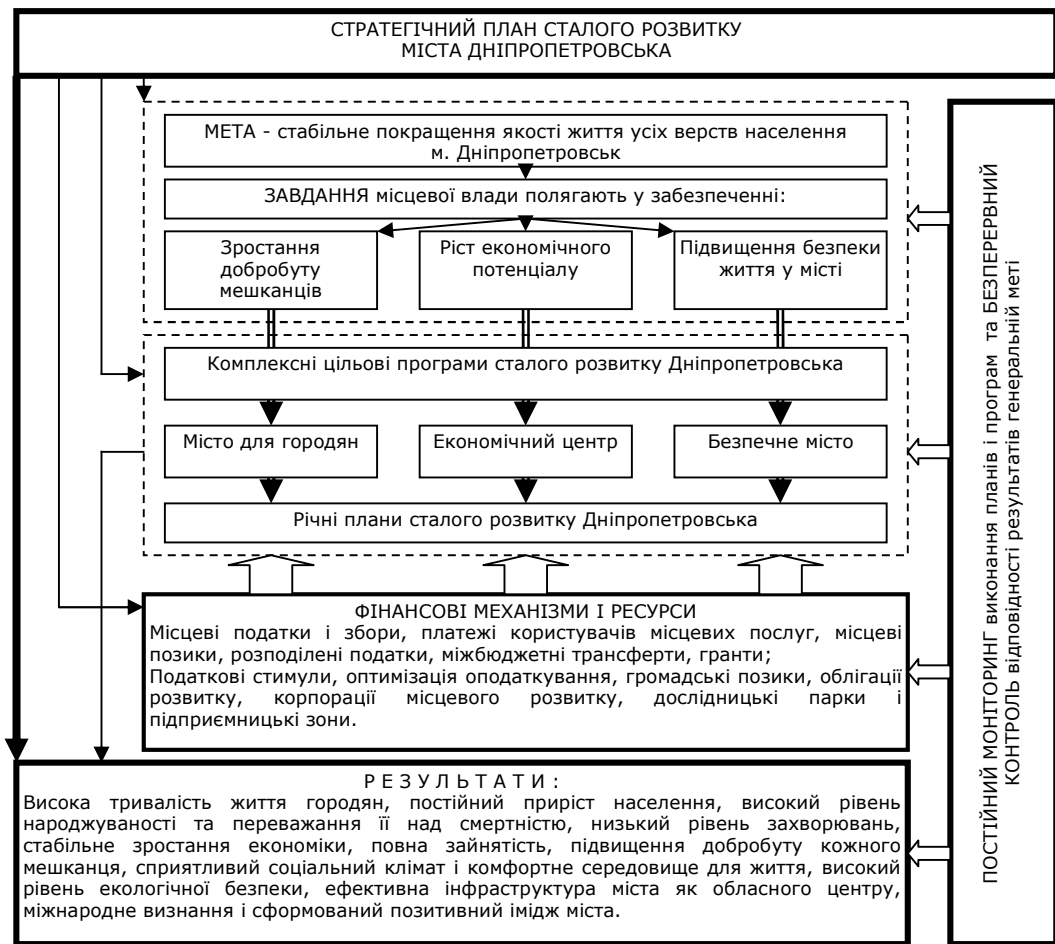 СТРАТЕГІЧНИЙ ПЛАН СТАЛОГО РОЗВИТКУ
МІСТА ДНІПРОПЕТРОВСЬКА
МЕТА - стабільне покращення якості життя усіх верств населення
м. Дніпропетровськ
ЗАВДАННЯ місцевої влади полягають у забезпеченні:
Зростання
добробуту
мешканців
Ріст економічного
потенціалу
Підвищення безпеки
життя у місті
Комплексні цільові програми сталого розвитку Дніпропетровська
Місто для городян
Економічний центр
Безпечне місто
Річні плани сталого розвитку Дніпропетровська
ФІНАНСОВІ МЕХАНІЗМИ І РЕСУРСИ
Місцеві податки і збори, платежі користувачів місцевих послуг, місцеві
позики, розподілені податки, міжбюджетні трансферти, гранти;
Податкові стимули, оптимізація оподаткування, громадські позики, облігації
розвитку, корпорації місцевого розвитку, дослідницькі парки і
підприємницькі зони.
Р Е З У Л Ь Т А Т И :
Висока тривалість життя городян, постійний приріст населення, високий рівень
народжуваності та переважання її над смертністю, низький рівень захворювань,
стабільне зростання економіки, повна зайнятість, підвищення добробуту кожного
мешканця, сприятливий соціальний клімат і комфортне середовище для життя, високий
рівень екологічної безпеки, ефективна інфраструктура міста як обласного центру,
міжнародне визнання і сформований позитивний імідж міста.
ПОСТІЙНИЙ МОНІТОРИНГ виконання планів і програм та БЕЗПЕРЕРВНИЙ
КОНТРОЛЬ відповідності результатів генеральній меті